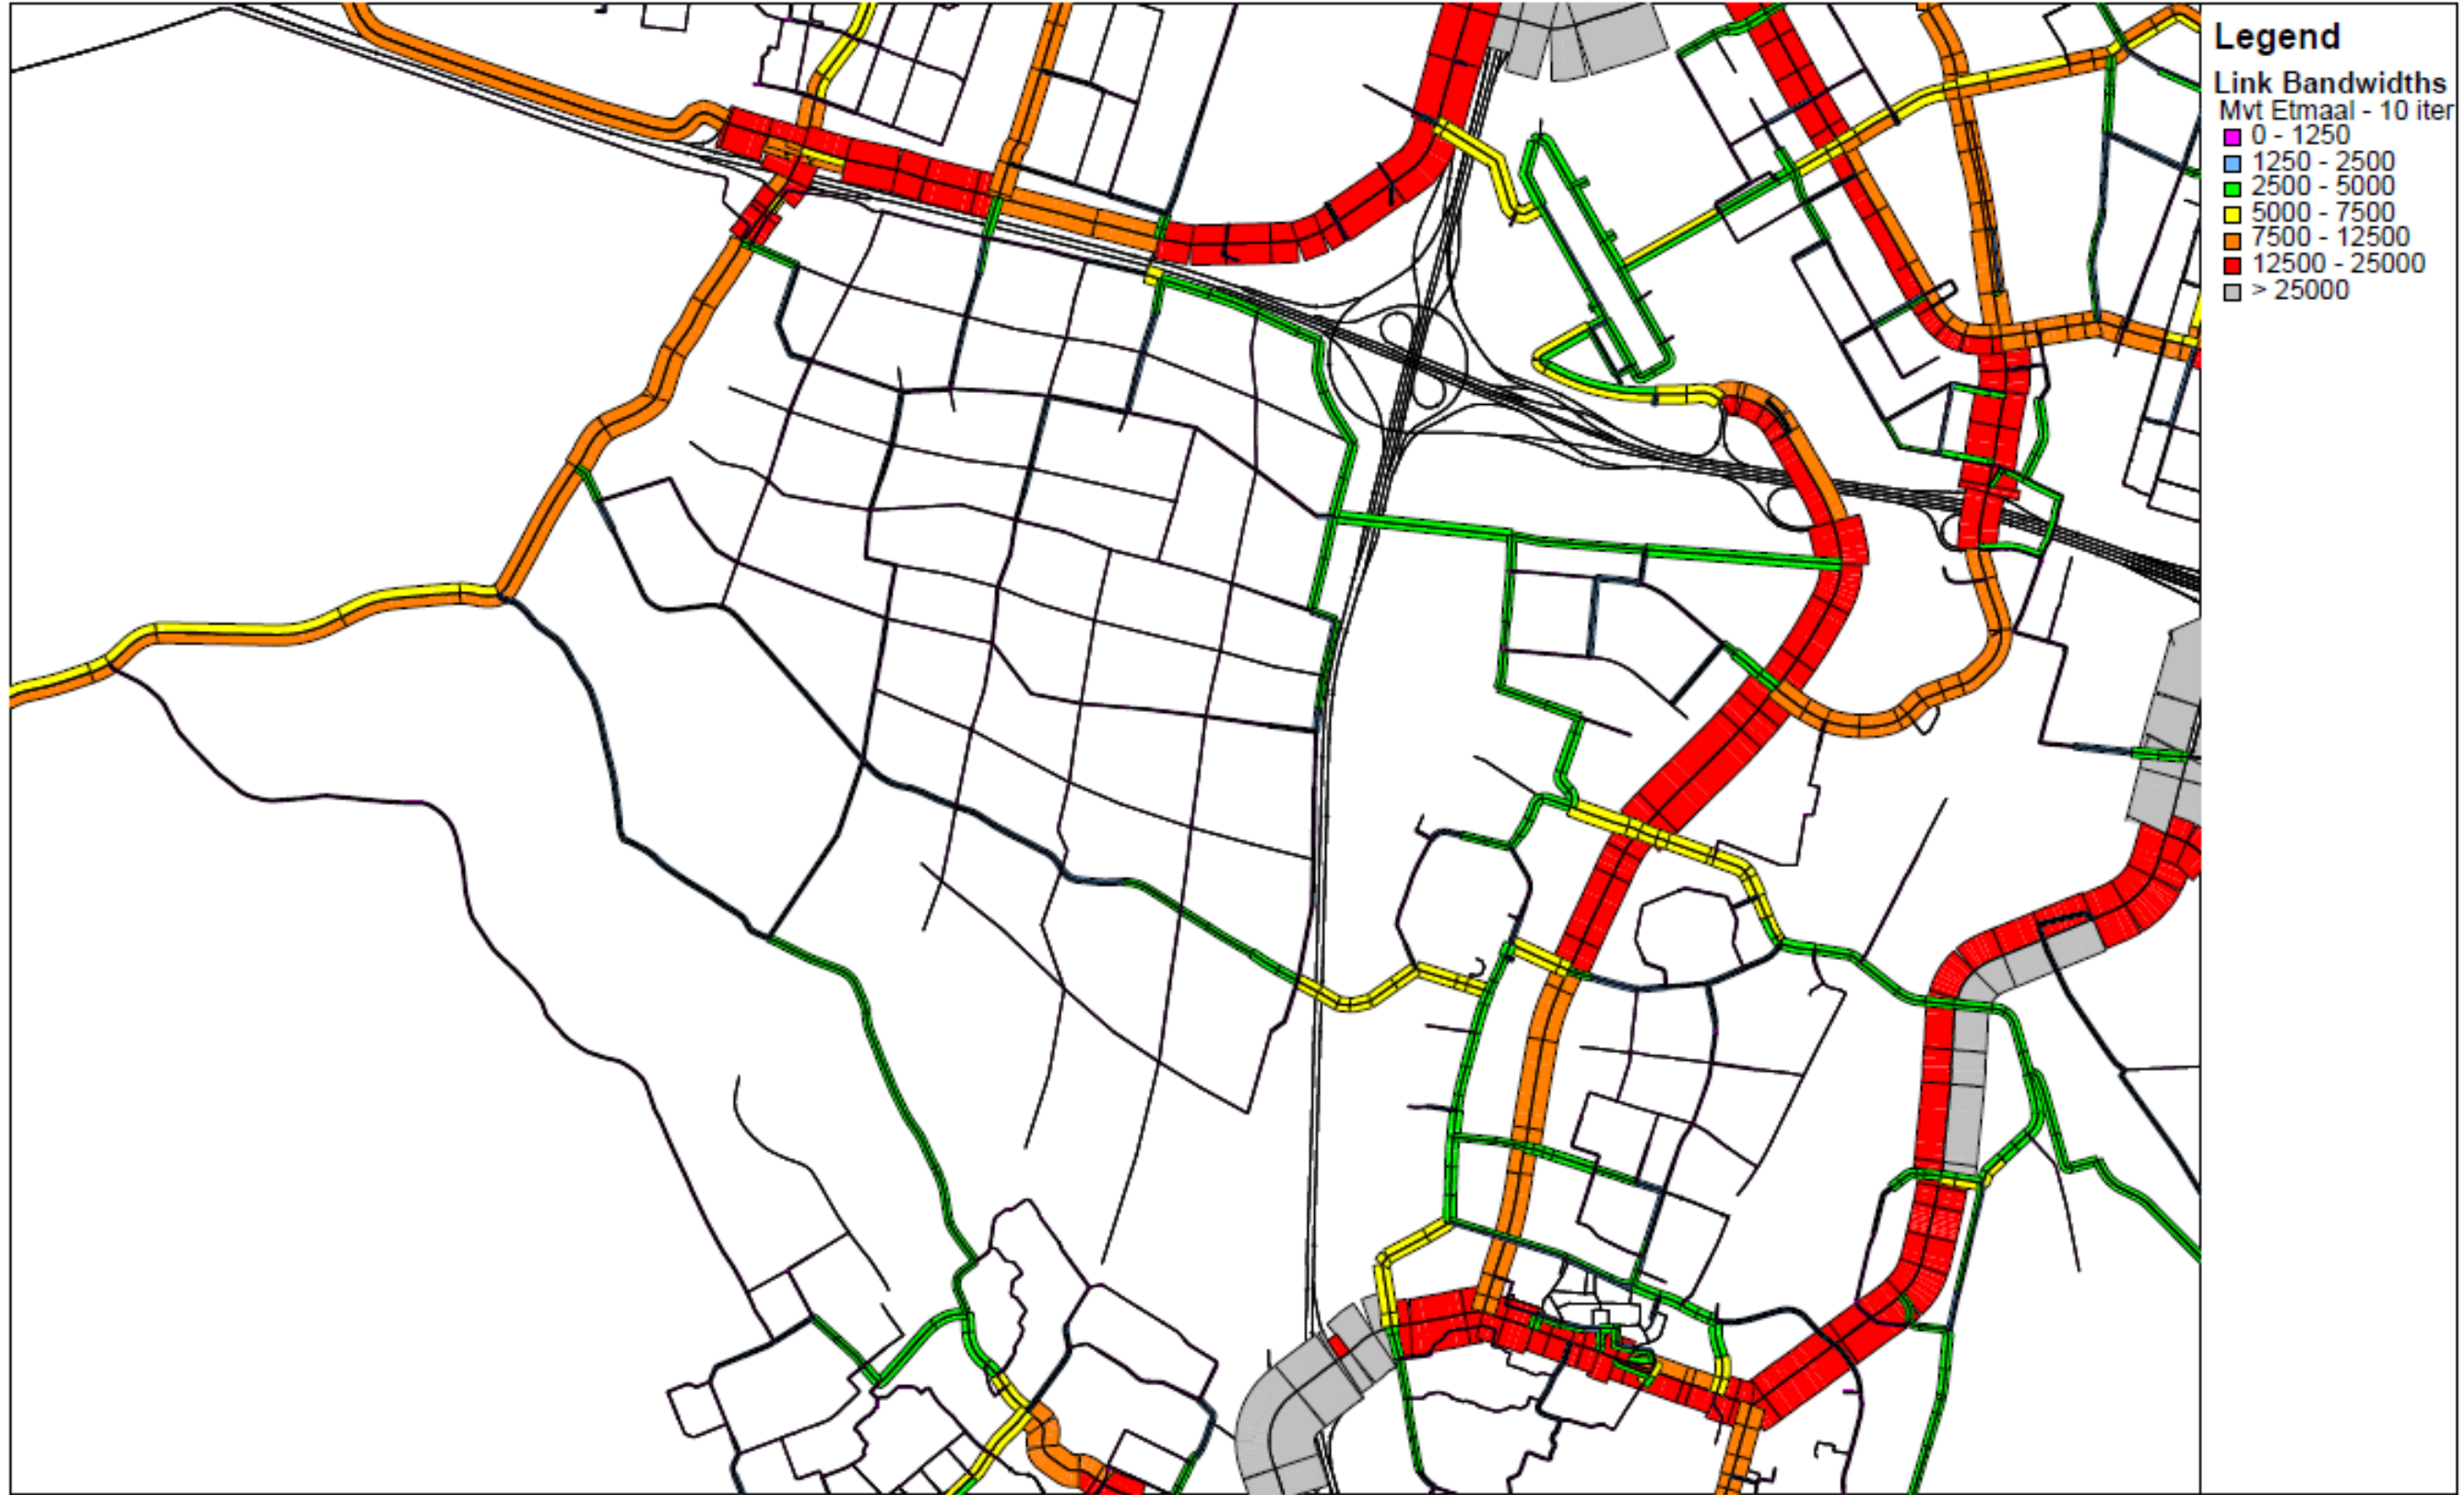 Legend
Link Bandwidths
Mvt Etmaal - 10 iter
0 - 1250
1250 - 2500
2500 - 5000
5000 - 7500
7500 - 12500
12500 - 25000
> 25000